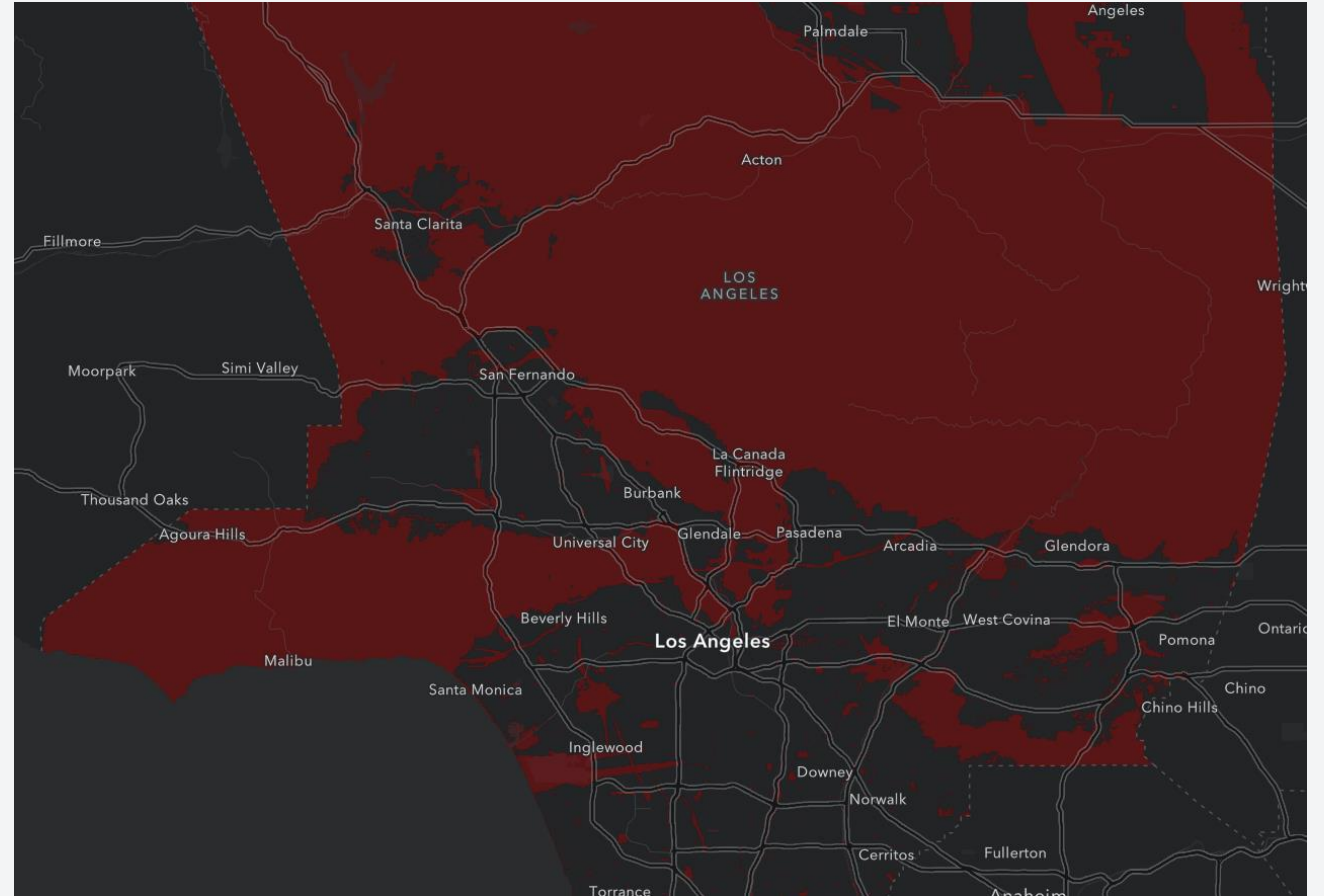 Angeles
Palmdale
Acton
Santa Clarita
Fillmore
LOS
ANGELES
Wrightw
Moorpark
Simi Valley
San Fernando
La Canada
Flintridge
Thousand Oaks
Burbank
Agoura Hills
Universal City
Glendale
Pasadena
Arcadia
Glendora
Beverly Hills
El Monte
West Covina
Los Angeles
Pomona
Ontario
Malibu
Santa Monica
Chino
Chino Hills
Inglewood
Downey
Norwalk
Cerritos
Fullerton
Torrance
Anaheim